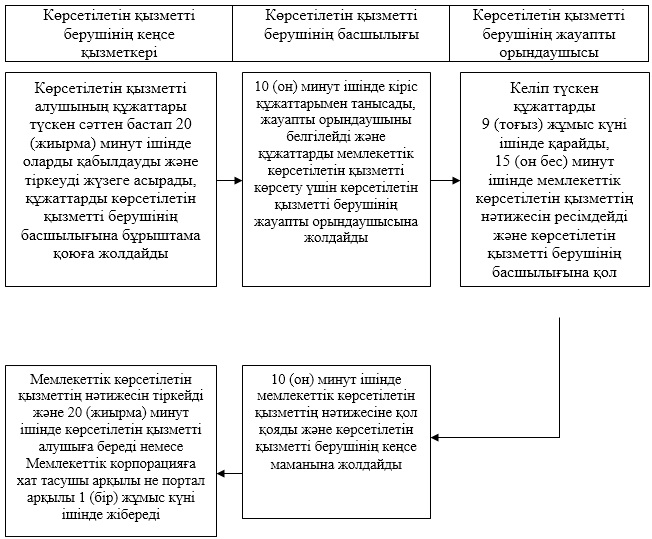 Көрсетілетін қызметті
берушінің кеңсе
қызметкері
Көрсетілетін қызметті
берушінің басшылығы
Көрсетілетін қызметті
берушінің жауапты
орындаушысы
Көрсетілетін қызметті
алушының құжаттары
түскен сәттен бастап 20
(жиырма) минут ішінде
оларды қабылдауды және
тіркеуді жүзеге асырады,
құжаттарды көрсетілетін
қызметті берушінің
басшылығына бұрыштама
қоюға жолдайды
10 (он) минут ішінде кіріс
құжаттарымен танысады,
жауапты орындаушыны
белгілейді және
құжаттарды мемлекеттік
көрсетілетін қызметті
көрсету үшін көрсетілетін
қызметті берушінің
жауапты орындаушысына
жолдайды
Келіп түскен
құжаттарды
9 (тоғыз) жұмыс күні
ішінде қарайды,
15 (он бес) минут
ішінде мемлекеттік
көрсетілетін қызметтің
нәтижесін ресімдейді
және көрсетілетін
қызметті берушінің
басшылығына қол
10 (он) минут ішінде
мемлекеттік көрсетілетін
қызметтің нәтижесіне қол
қояды және көрсетілетін
қызметті берушінің кеңсе
маманына жолдайды
Мемлекеттік көрсетілетін
қызметтің нәтижесін тіркейді
және 20 (жиырма) минут
ішінде көрсетілетін қызметті
алушыға береді немесе
Мемлекеттік корпорацияға
хат тасушы арқылы не портал
арқылы 1 (бір) жұмыс күні
ішінде жібереді